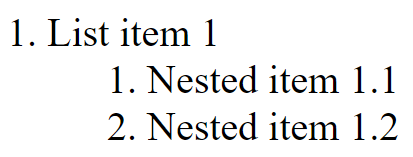 1. List item 1
1. Nested item 1.1
2. Nested item 1.2